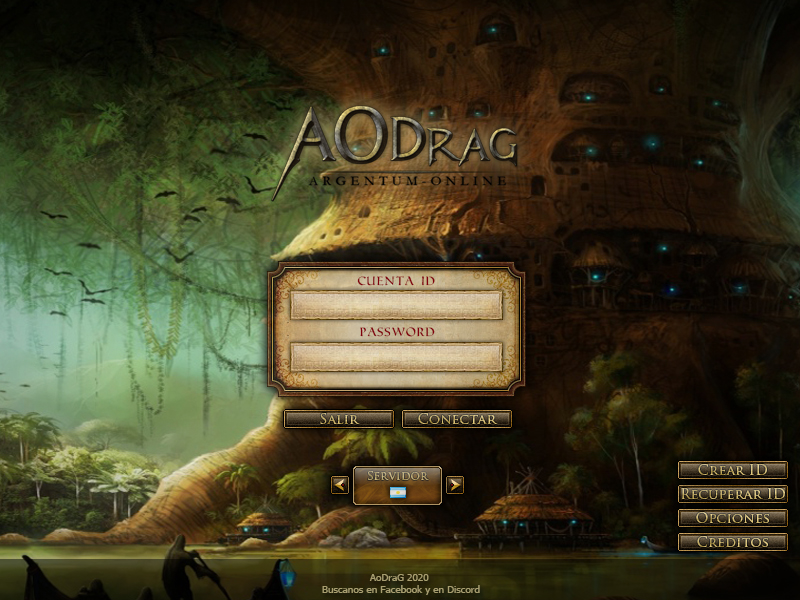 AODRAG
ARGENTUM ONLINE
CUENTA ID
PASSWORD
SALIR
CONECTAR
SERVIDOR
CREAR ID
RECUPERAR ID
OPCIONES
CREDITOS
AoDraG 2020
Buscanos en Facebook y en Discord